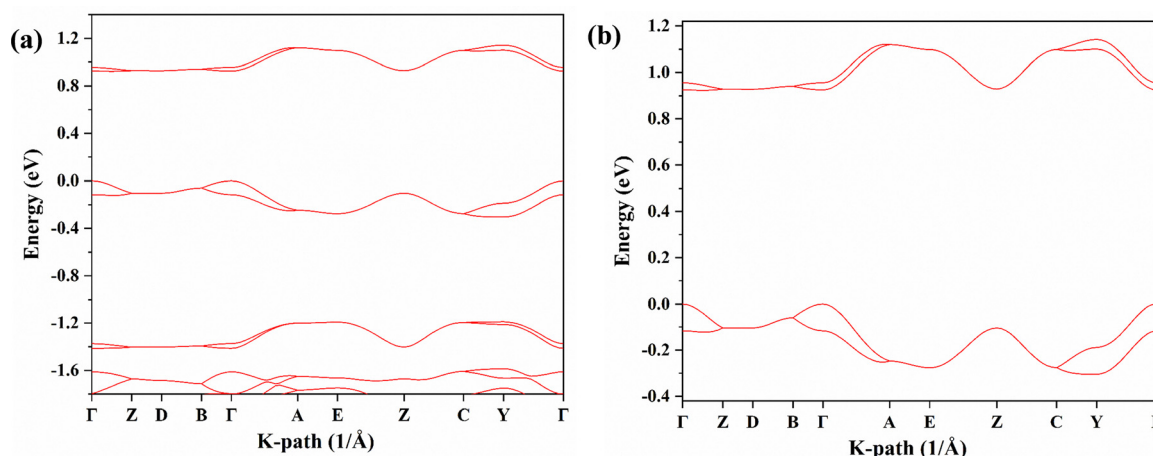 (a)
1.2
0.8
0.4
0.0
-0.4
-0.8
-1.2
-1.6
Energy (eV)
Γ Z D B Γ A E Z C Y Γ
K-path (1/Å)
(b)
1.2
1.0
0.8
0.6
0.4
0.2
0.0
-0.2
-0.4
Energy (eV)
Γ Z D B Γ A E Z C Y
K-path (1/Å)